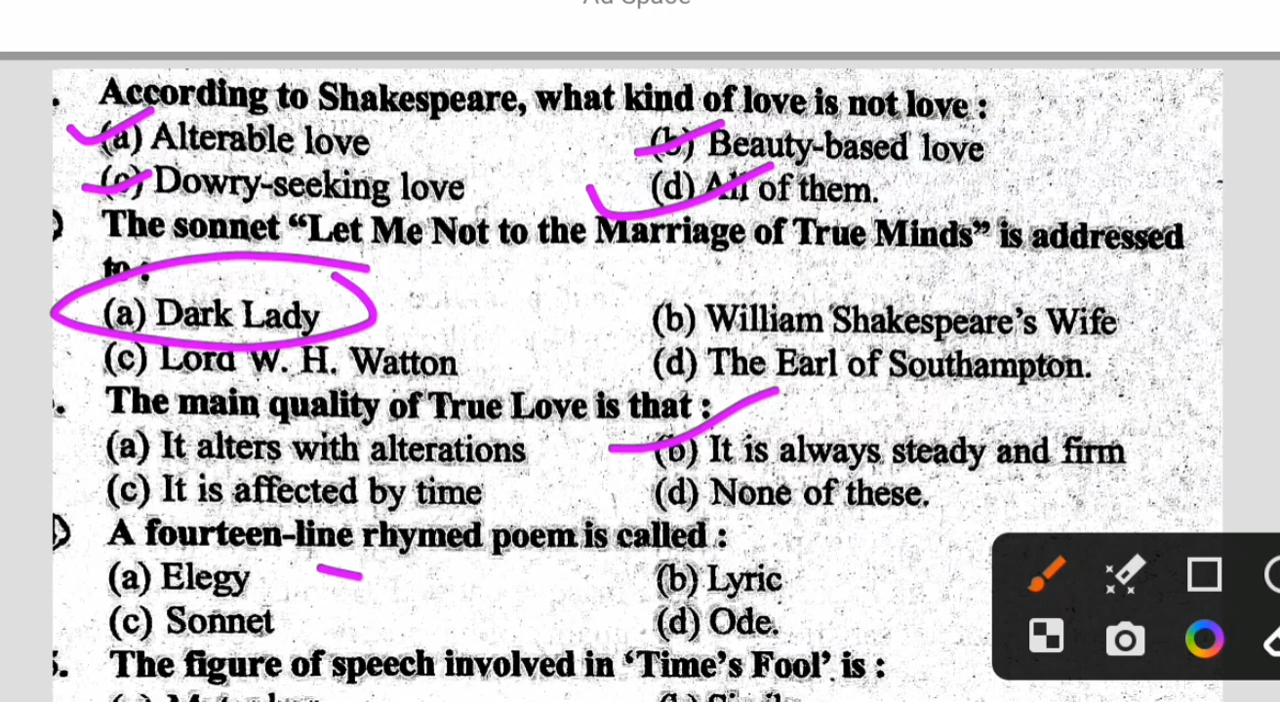 Ad Space
. According to Shakespeare, what kind of love is not love :
(a) Alterable love (b) Beauty-based love
(c) Dowry-seeking love (d) All of them.
) The sonnet “Let Me Not to the Marriage of True Minds” is addressed
to :
(a) Dark Lady (b) William Shakespeare’s Wife
(c) Lord W. H. Watton (d) The Earl of Southampton.
. The main quality of True Love is that :
(a) It alters with alterations (b) It is always steady and firm
(c) It is affected by time (d) None of these.
) A fourteen-line rhymed poem is called :
(a) Elegy (b) Lyric
(c) Sonnet (d) Ode.
. The figure of speech involved in ‘Time’s Fool’ is :